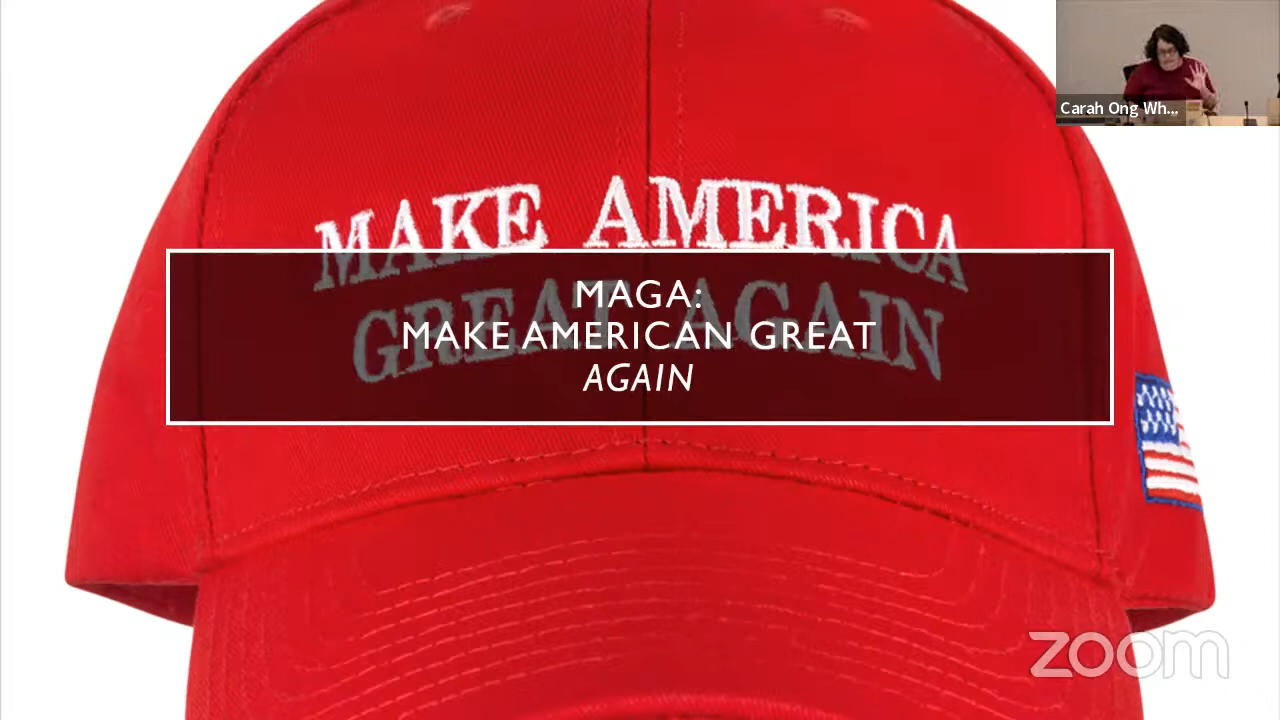 MAKE AMERICA
GREAT AGAIN
MAGA:
MAKE AMERICAN GREAT
AGAIN
Carah Ong Wh...
zoom